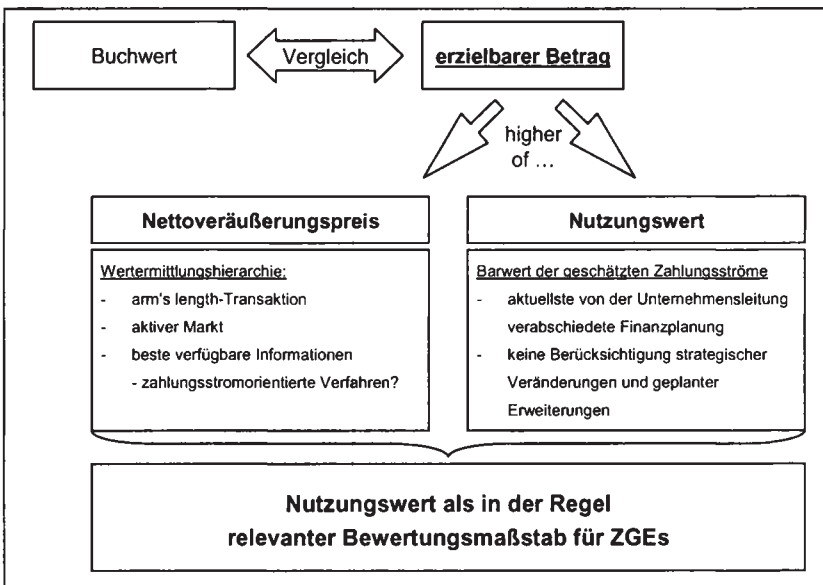 Buchwert
Vergleich
erzielbarer Betrag
higher
of ...
Nettoveräußerungspreis
Wertermittlungshierarchie:
- arm's length-Transaktion
- aktiver Markt
- beste verfügbare Informationen
- zahlungsstromorientierte Verfahren?
Nutzungswert
Barwert der geschätzten Zahlungsströme
- aktuellste von der Unternehmensleitung
verabschiedete Finanzplanung
- keine Berücksichtigung strategischer
Veränderungen und geplanter
Erweiterungen
Nutzungswert als in der Regel
relevanter Bewertungsmaßstab für ZGEs